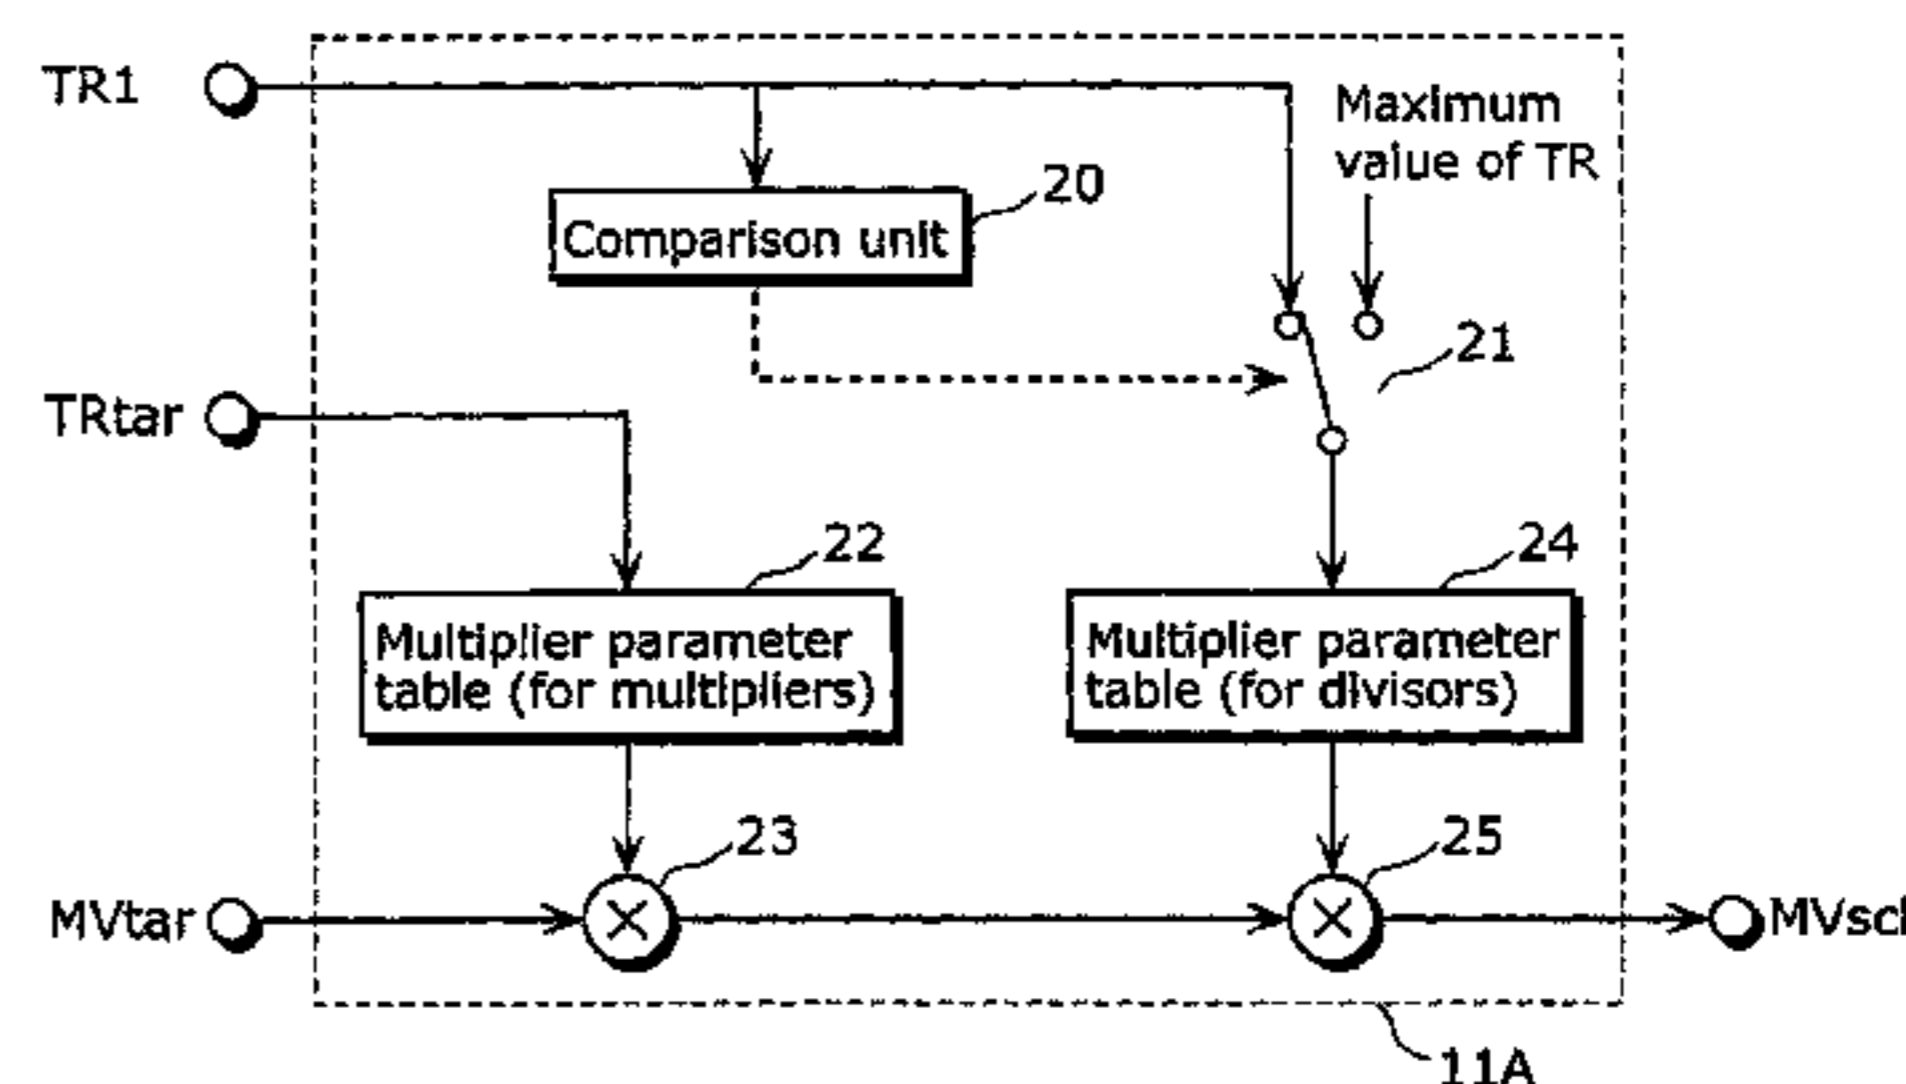 TR1
Maximum
value of TR
20
Comparison unit
21
TRtar
22
24
Multiplier parameter
table (for multipliers)
Multiplier parameter
table (for divisors)
23
25
MVtar
MVscl
11A